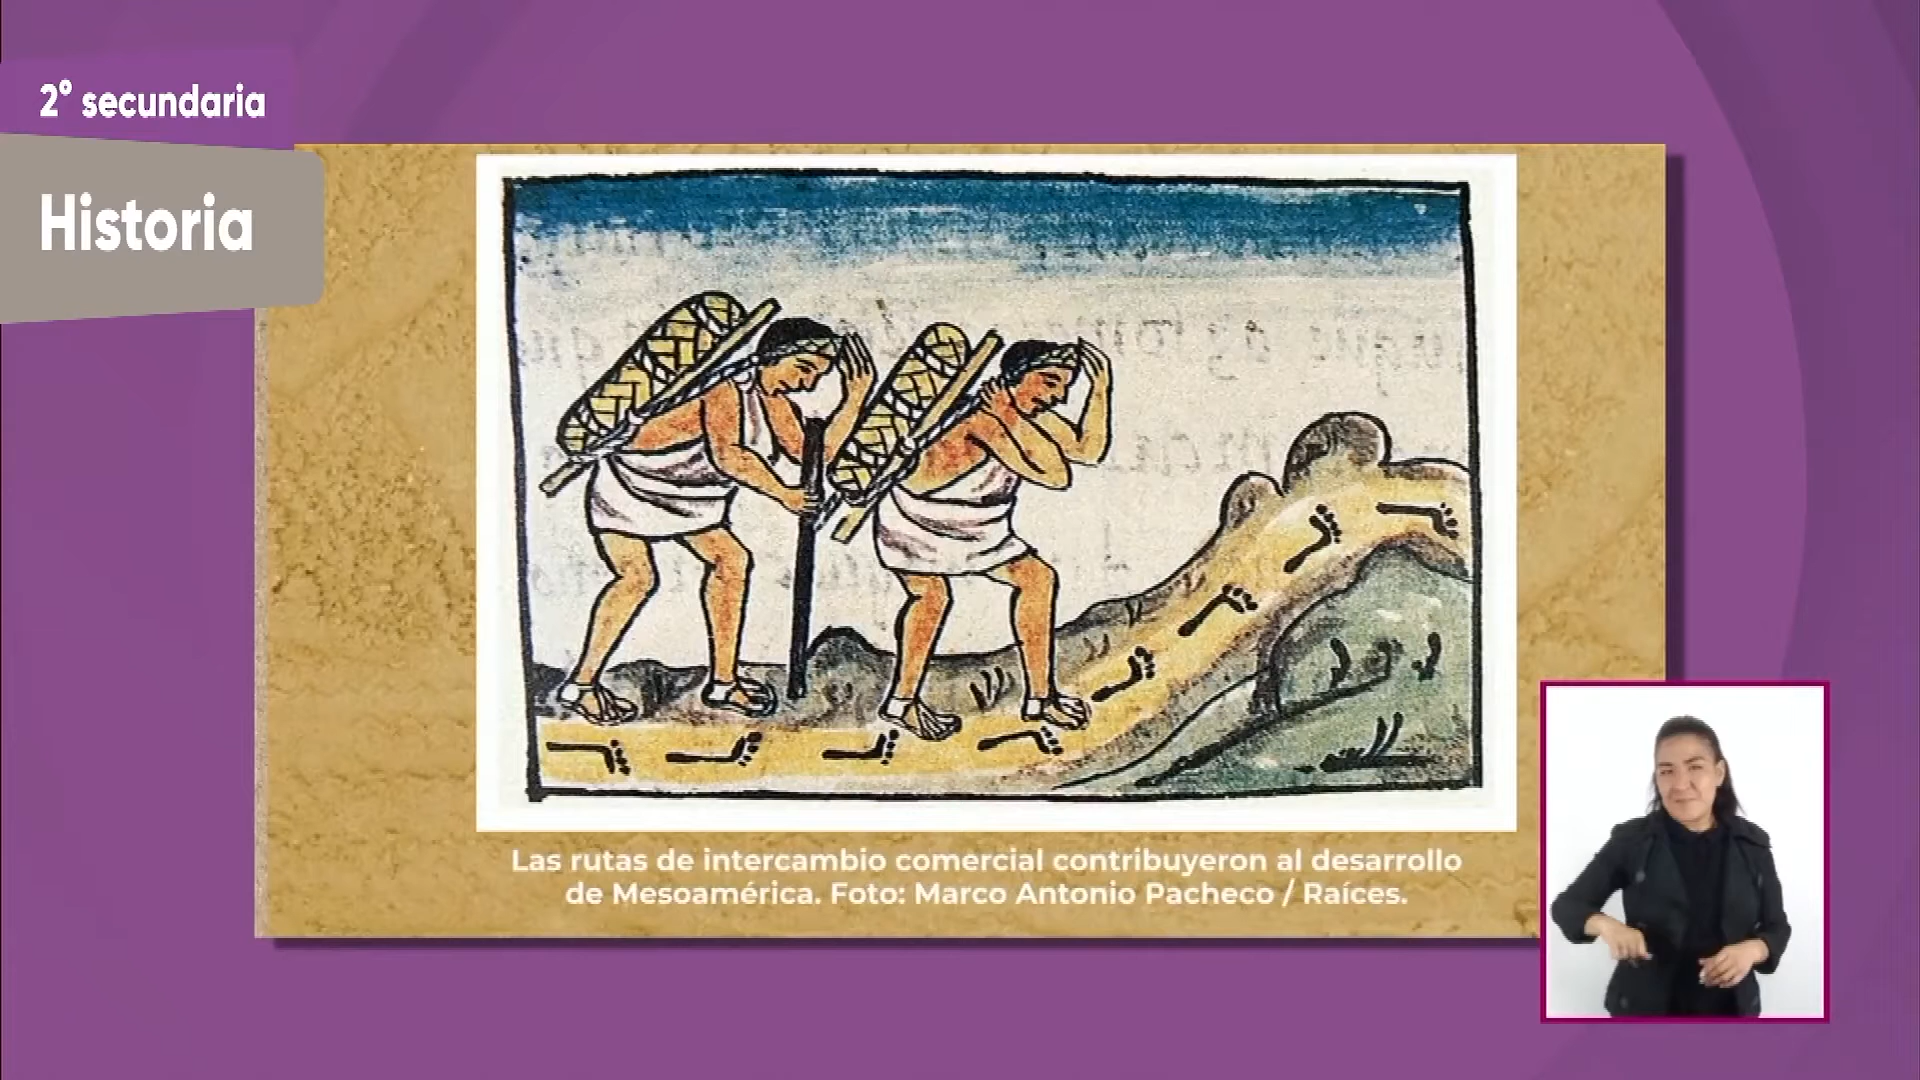 2° secundaria
Historia
Las rutas de intercambio comercial contribuyeron al desarrollo
de Mesoamérica. Foto: Marco Antonio Pacheco / Raíces.